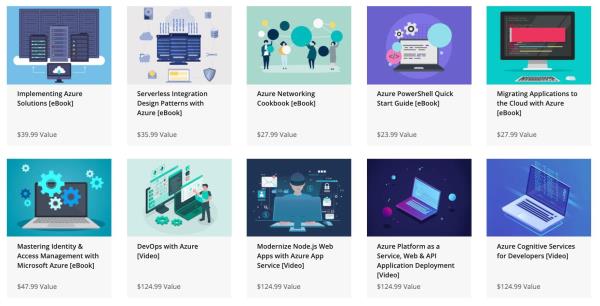 Implementing Azure
Solutions [eBook]
$39.99 Value
Serverless Integration
Design Patterns with
Azure [eBook]
$35.99 Value
Azure Networking
Cookbook [eBook]
$27.99 Value
Azure PowerShell Quick
Start Guide [eBook]
$23.99 Value
Migrating Applications to
the Cloud with Azure
[eBook]
$27.99 Value
Mastering Identity &
Access Management with
Microsoft Azure [eBook]
$47.99 Value
DevOps with Azure
[Video]
$124.99 Value
Modernize Node.js Web
Apps with Azure App
Service [Video]
$124.99 Value
Azure Platform as a
Service, Web & API
Application Deployment
[Video]
$124.99 Value
Azure Cognitive Services
for Developers [Video]
$124.99 Value